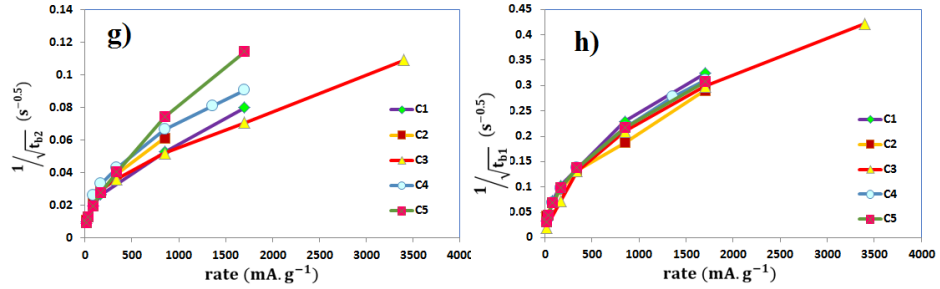 g)
1/√t_b2 (s^−0.5)
0.14
0.12
0.1
0.08
0.06
0.04
0.02
0
0 500 1000 1500 2000 2500 3000 3500 4000
rate (mA. g^−1)
C1
C2
C3
C4
C5
h)
1/√t_b1 (s^−0.5)
0.45
0.4
0.35
0.3
0.25
0.2
0.15
0.1
0.05
0
0 500 1000 1500 2000 2500 3000 3500 4000
rate (mA. g^−1)
C1
C2
C3
C4
C5